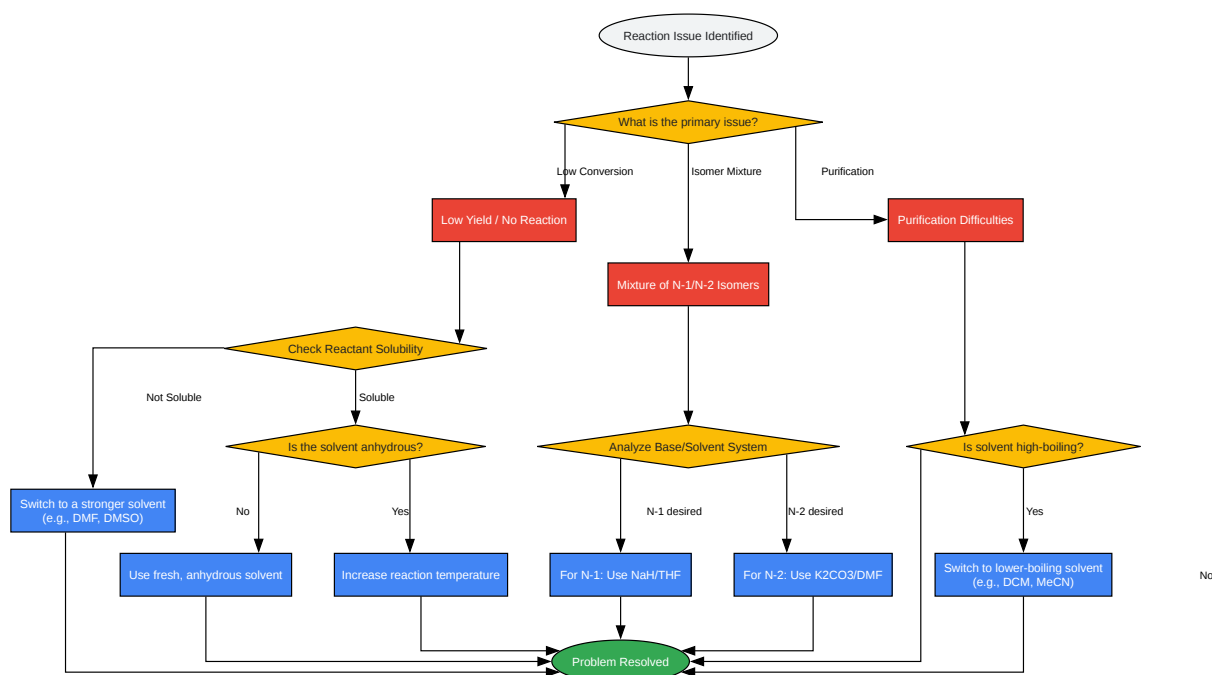 Reaction Issue Identified
What is the primary issue?
Low Conversion
Isomer Mixture
Purification
Low Yield / No Reaction
Purification Difficulties
Mixture of N-1/N-2 Isomers
Check Reactant Solubility
Not Soluble
Soluble
Is the solvent anhydrous?
Analyze Base/Solvent System
Is solvent high-boiling?
Switch to a stronger solvent
(e.g., DMF, DMSO)
No
Yes
N-1 desired
N-2 desired
Yes
Use fresh, anhydrous solvent
Increase reaction temperature
For N-1: Use NaH/THF
For N-2: Use K2CO3/DMF
Switch to lower-boiling solvent
(e.g., DCM, MeCN)
No
Problem Resolved